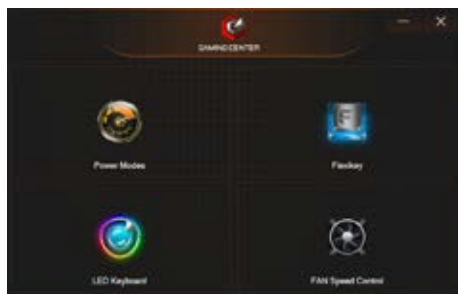 GAMING CENTER
Power Modes
Flexikey
LED Keyboard
FAN Speed Control